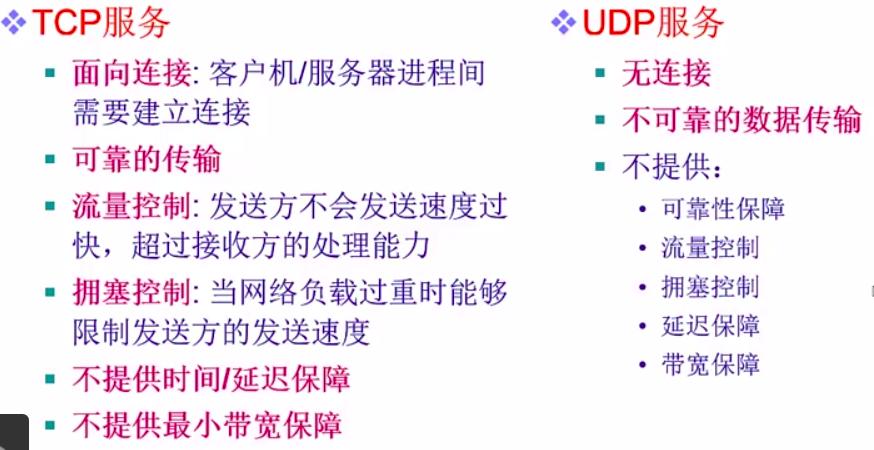 TCP服务
面向连接: 客户机/服务器进程间
需要建立连接
可靠的传输
流量控制: 发送方不会发送速度过
快，超过接收方的处理能力
拥塞控制: 当网络负载过重时能够
限制发送方的发送速度
不提供时间/延迟保障
不提供最小带宽保障
UDP服务
无连接
不可靠的数据传输
不提供：
可靠性保障
流量控制
拥塞控制
延迟保障
带宽保障